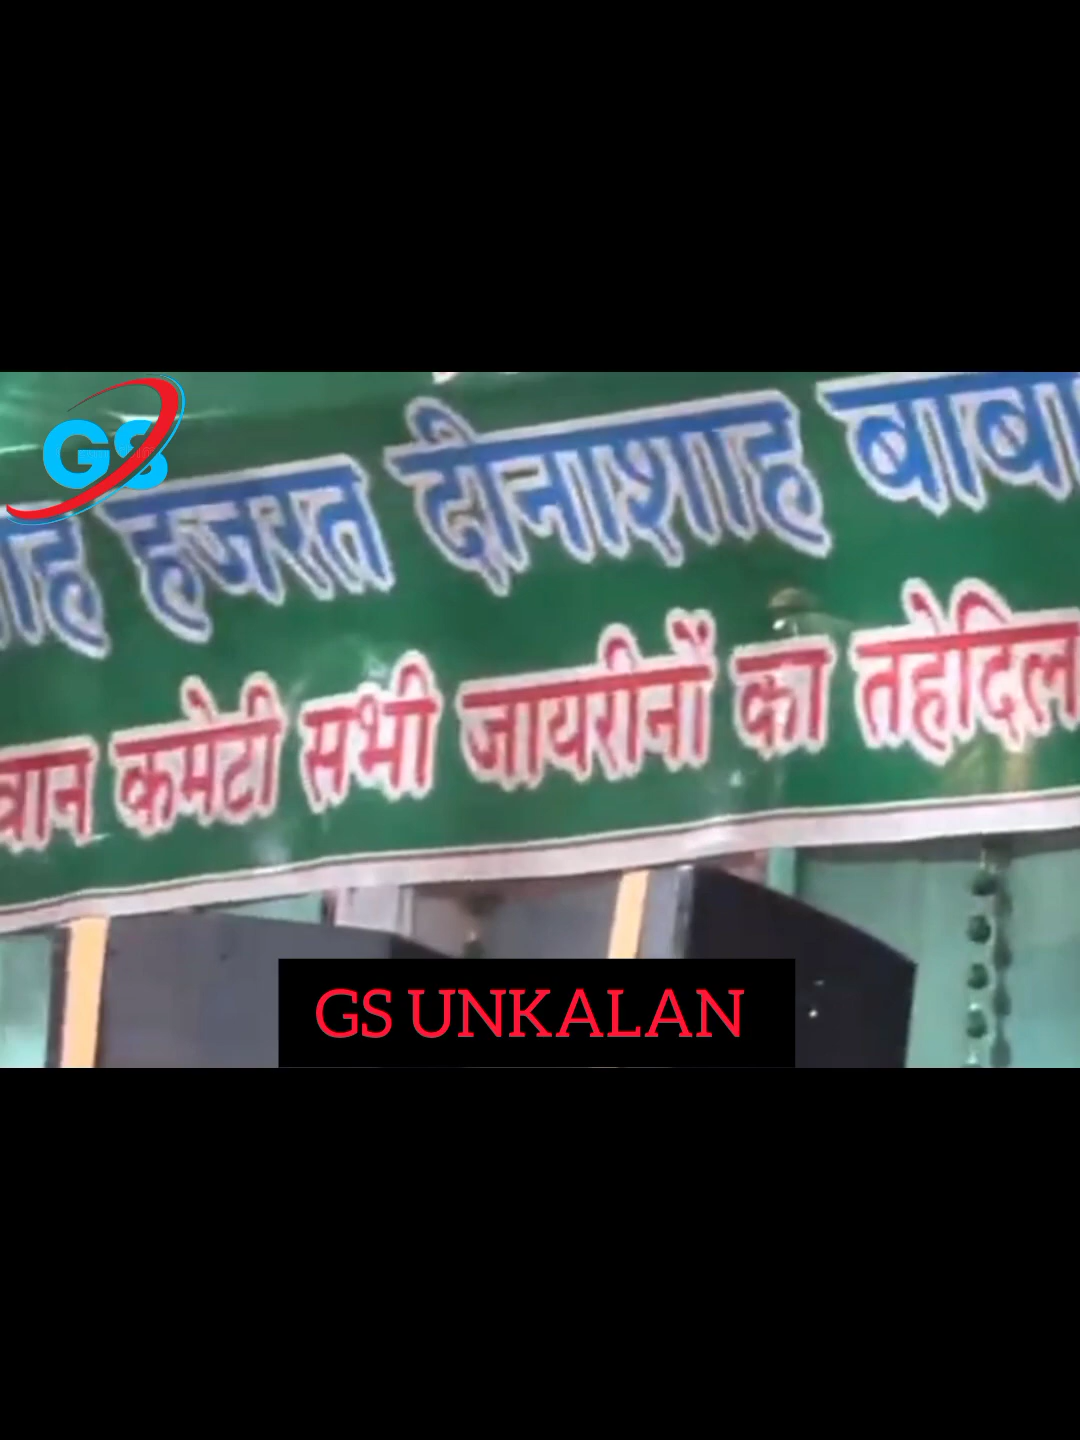 GS
हजरत दीनाशाह बाबा
कमेटी सभी जायरीनों का तहेदिल
GS UNKALAN